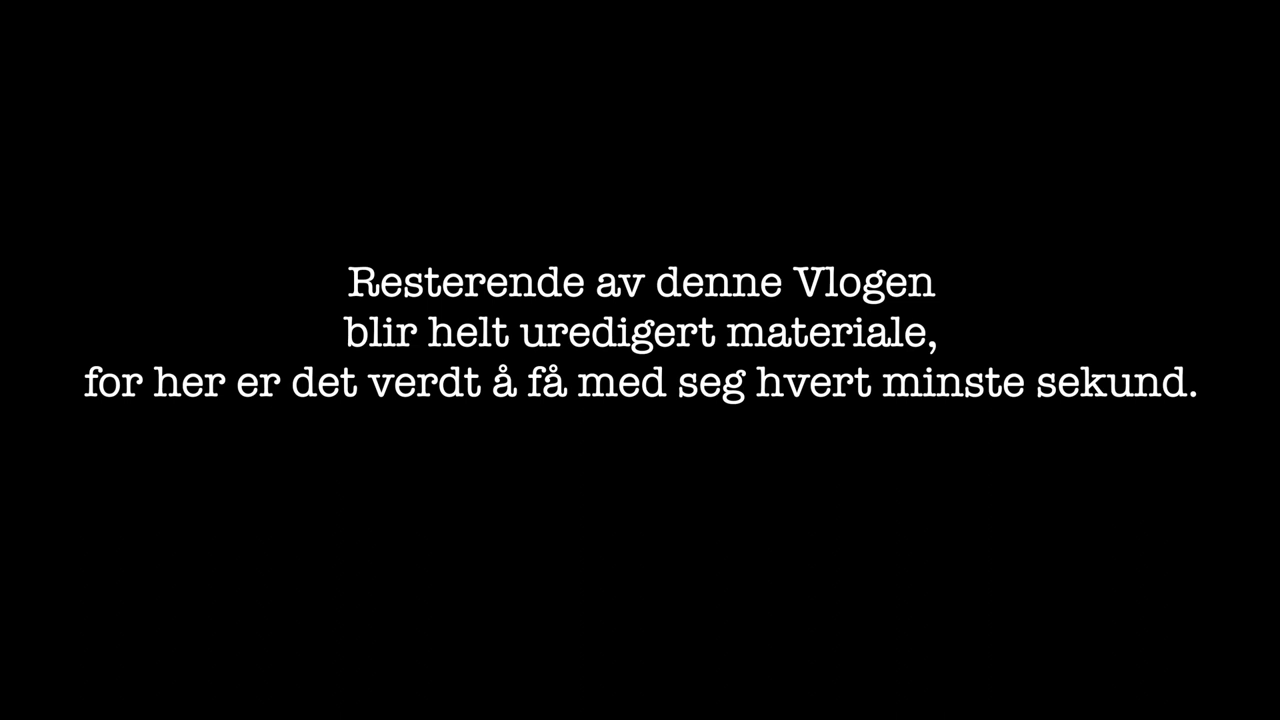 Resterende av denne Vlogen
blir helt uredigert materiale,
for her er det verdt å få med seg hvert minste sekund.